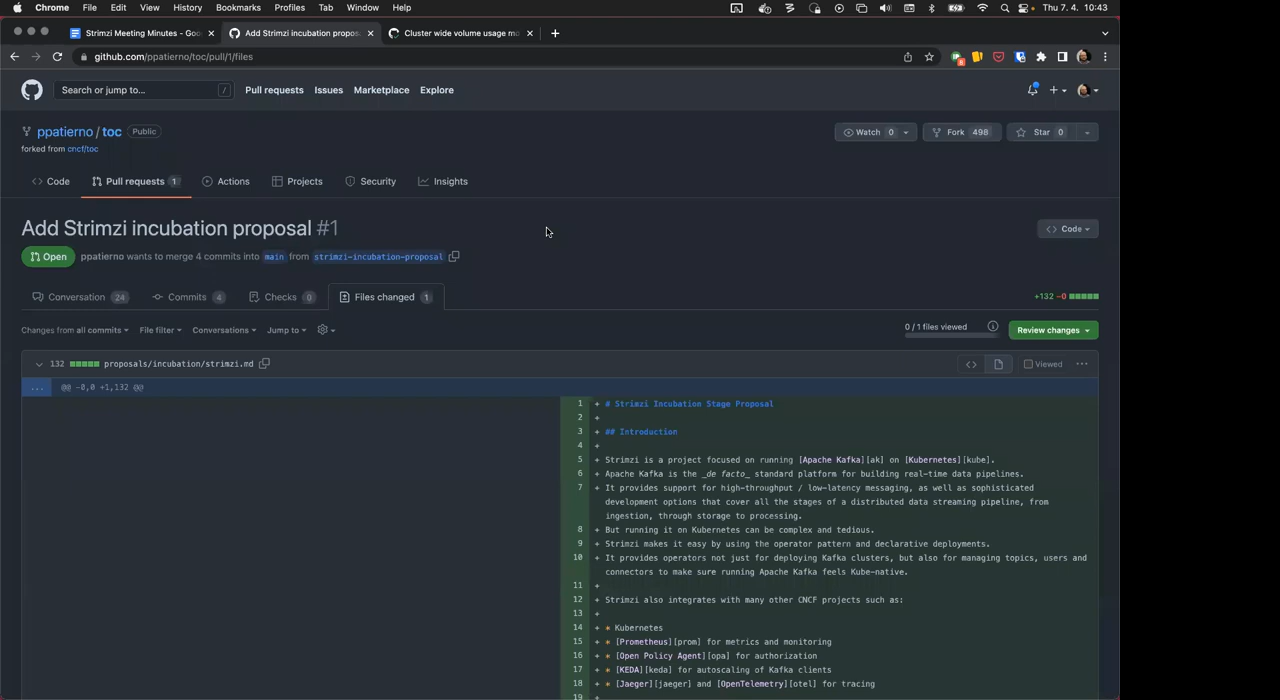 Chrome File Edit View History Bookmarks Profiles Tab Window Help Thu 7. 4. 10:43
Strimzi Meeting Minutes - Goo Add Strimzi incubation propos Cluster wide volume usage mo
github.com/ppatierno/toc/pull/1/files
Search or jump to... / Pull requests Issues Marketplace Explore
ppatierno / toc Public Watch 0 Fork 498 Star 0
forked from cncf/toc
Code Pull requests 1 Actions Projects Security Insights
Add Strimzi incubation proposal #1 Code
Open ppatierno wants to merge 4 commits into main from strimzi-incubation-proposal
Conversation 24 Commits 4 Checks 0 Files changed 1 +132 −0
Changes from all commits File filter Conversations Jump to 0 / 1 files viewed Review changes
132 proposals/incubation/strimzi.md Viewed
... @@ -0,0 +1,132 @@
1 + # Strimzi Incubation Stage Proposal
2 +
3 + ## Introduction
4 +
5 + Strimzi is a project focused on running [Apache Kafka][ak] on [Kubernetes][kube].
6 + Apache Kafka is the _de facto_ standard platform for building real-time data pipelines.
7 + It provides support for high-throughput / low-latency messaging, as well as sophisticated
development options that cover all the stages of a distributed data streaming pipeline, from
ingestion, through storage to processing.
8 + But running it on Kubernetes can be complex and tedious.
9 + Strimzi makes it easy by using the operator pattern and declarative deployments.
10 + It provides operators not just for deploying Kafka clusters, but also for managing topics, users and
connectors to make sure running Apache Kafka feels Kube-native.
11 +
12 + Strimzi also integrates with many other CNCF projects such as:
13 +
14 + * Kubernetes
15 + * [Prometheus][prom] for metrics and monitoring
16 + * [Open Policy Agent][opa] for authorization
17 + * [KEDA][keda] for autoscaling of Kafka clients
18 + * [Jaeger][jaeger] and [OpenTelemetry][otel] for tracing
19 +